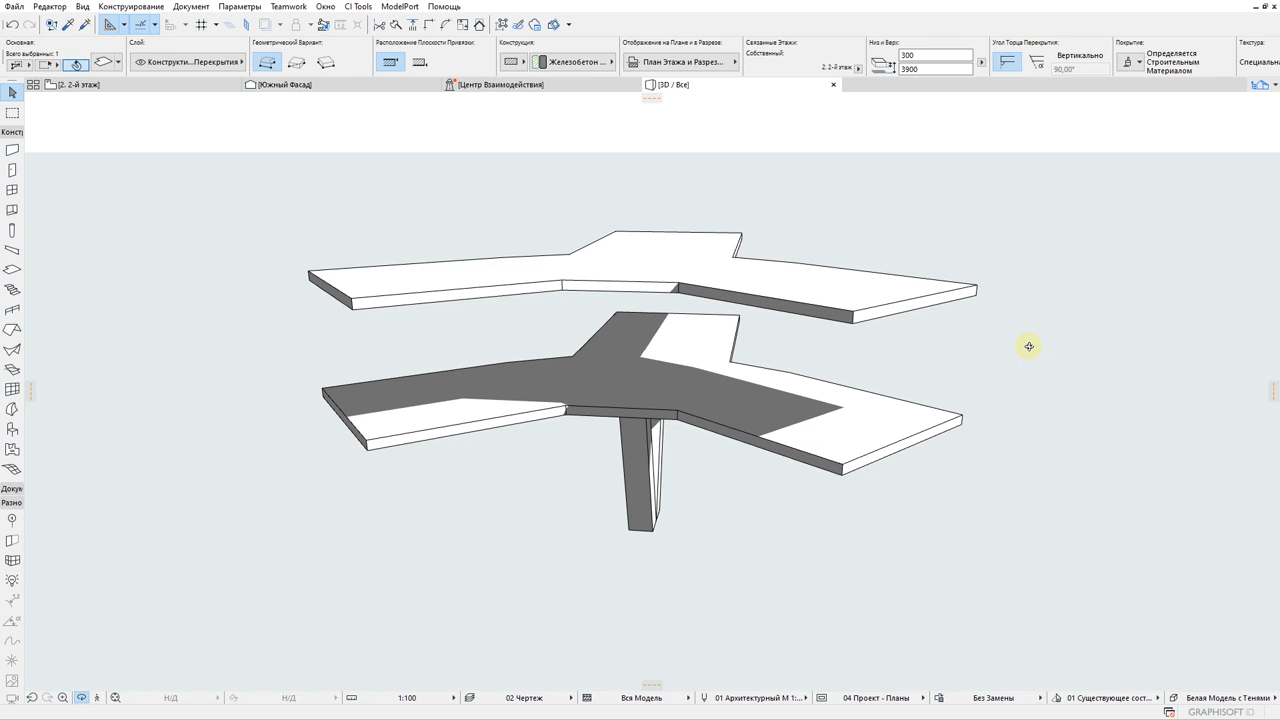 Файл Редактор Вид Конструирование Документ Параметры Teamwork Окно CI Tools ModelPort Помощь
Основная: Слой: Геометрический Вариант: Расположение Плоскости Привязки: Конструкция: Отображение на Плане и в Разрезе: Связанные Этажи: Низ и Верх: Угол Торца Перекрытия: Покрытие: Текстура:
Всего выбранных: 1
Конструкти...Перекрытия
Железобетон ...
План Этажа и Разрез...
Собственный:
2. 2-й этаж
300
3900
Вертикально
90,00°
Определяется
Строительным
Материалом
Специальн
[2. 2-й этаж]
[Южный Фасад]
[Центр Взаимодействия]
[3D / Все]
Конст
Докум
Разно
Н/Д
Н/Д
1:100
02 Чертеж
Вся Модель
01 Архитектурный М 1:...
04 Проект - Планы
Без Замены
01 Существующее сост...
Белая Модель с Тенями
GRAPHISOFT ID